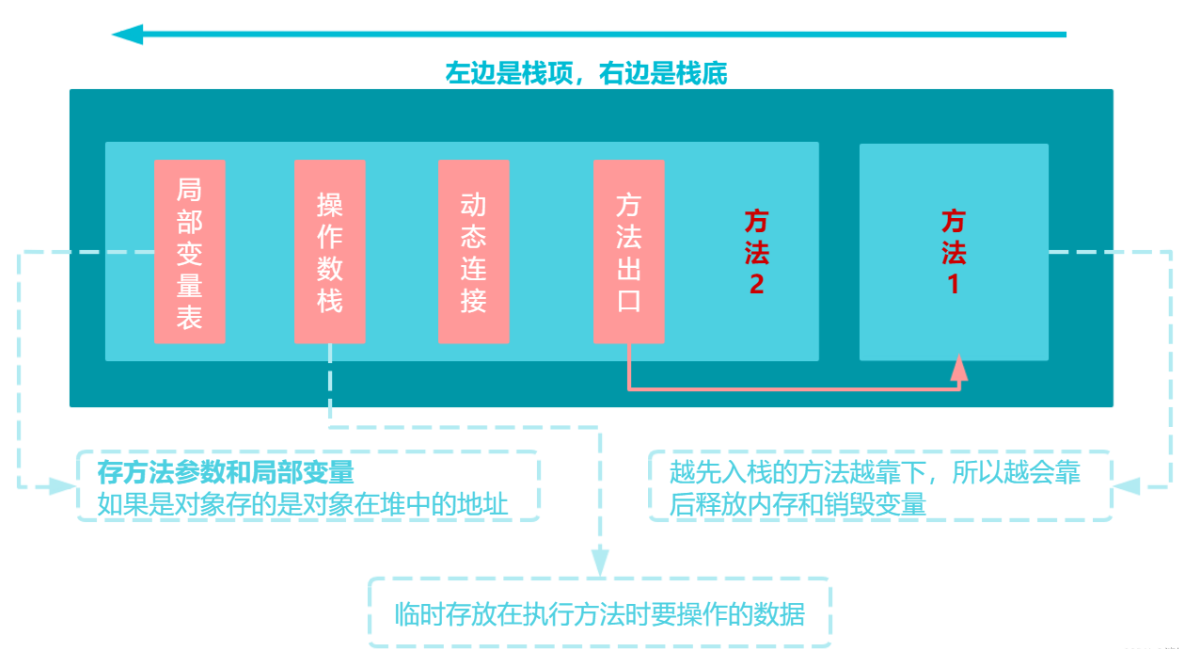 左边是栈项，右边是栈底
局部变量表
操作数栈
动态连接
方法出口
方法2
方法1
存方法参数和局部变量
如果是对象存的是对象在堆中的地址
越先入栈的方法越靠下，所以越会靠
后释放内存和销毁变量
临时存放在执行方法时要操作的数据